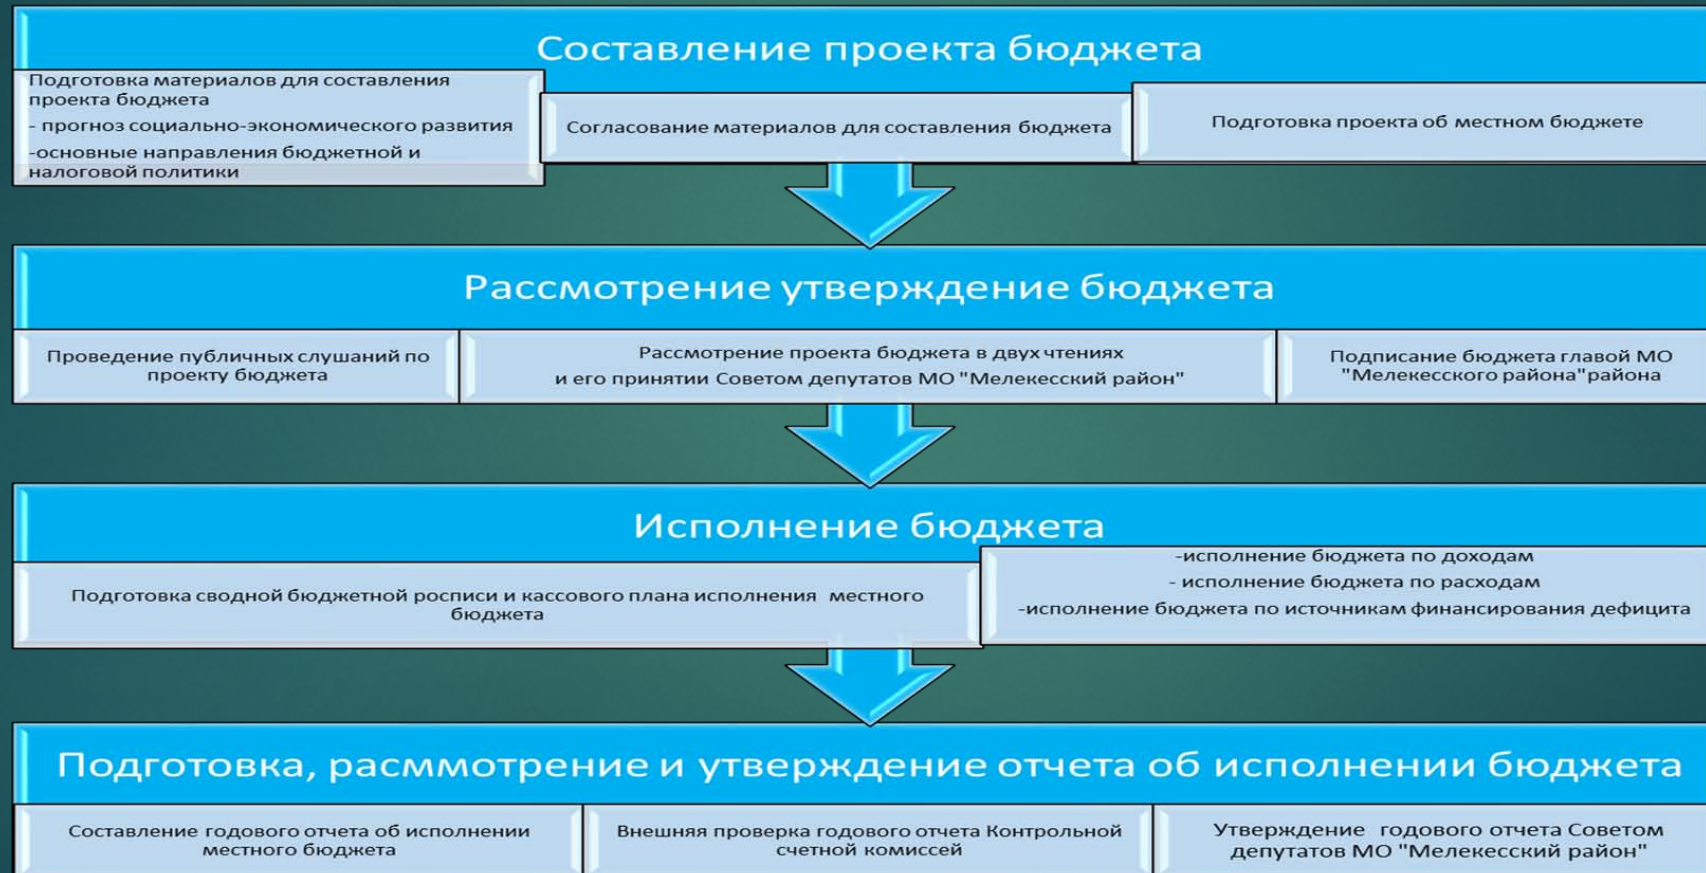 Составление проекта бюджета
Подготовка материалов для составления
проекта бюджета
- прогноз социально-экономического развития
-основные направления бюджетной и
налоговой политики
Согласование материалов для составления бюджета
Подготовка проекта об местном бюджете
Рассмотрение утверждение бюджета
Проведение публичных слушаний по
проекту бюджета
Рассмотрение проекта бюджета в двух чтениях
и его принятии Советом депутатов МО "Мелекесский район"
Подписание бюджета главой МО
"Мелекесского района"района
Исполнение бюджета
Подготовка сводной бюджетной росписи и кассового плана исполнения местного
бюджета
-исполнение бюджета по доходам
- исполнение бюджета по расходам
-исполнение бюджета по источникам финансирования дефицита
Подготовка, расммотрение и утверждение отчета об исполнении бюджета
Составление годового отчета об исполнении
местного бюджета
Внешняя проверка годового отчета Контрольной
счетной комиссей
Утверждение годового отчета Советом
депутатов МО "Мелекесский район"